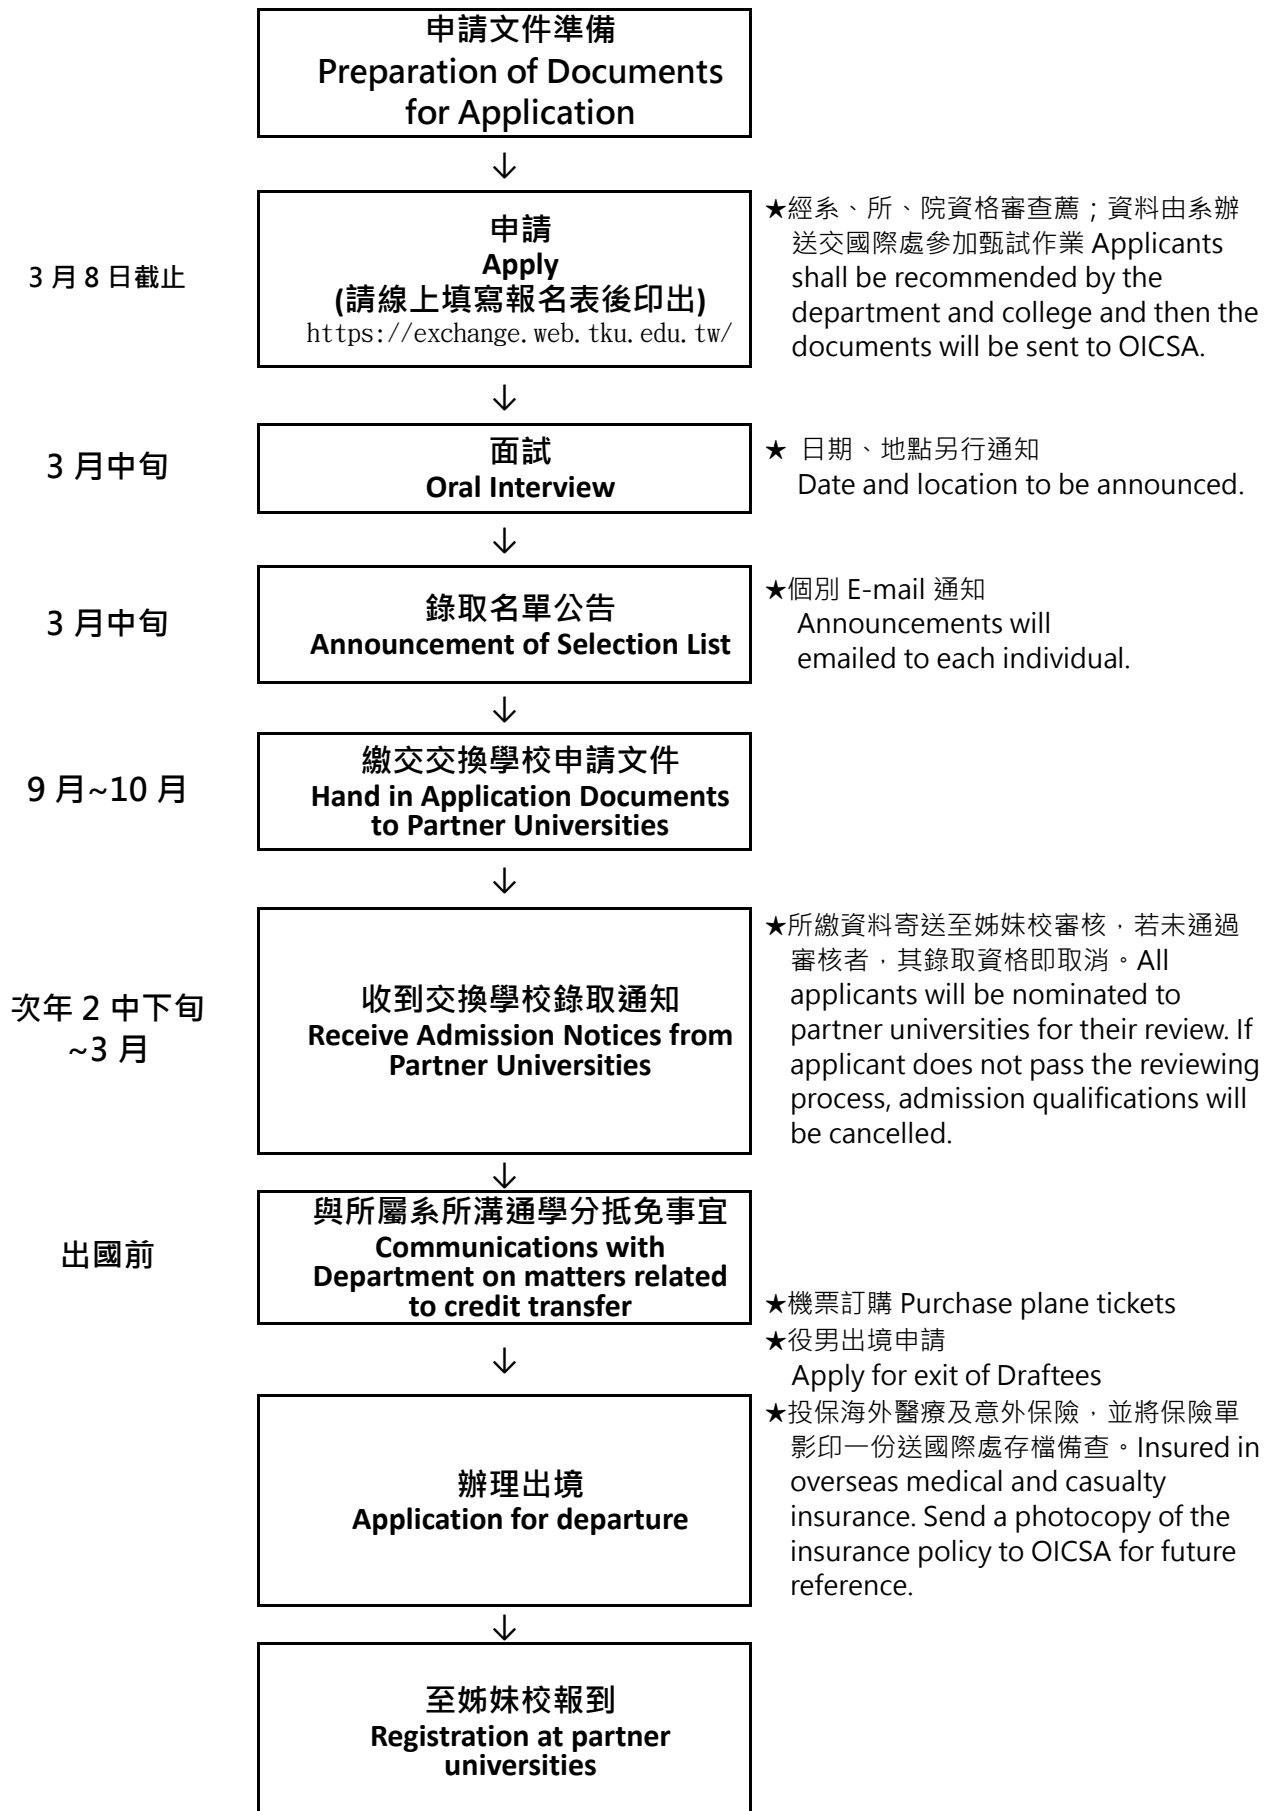 申請文件準備
Preparation of Documents
for Application
↓
3 月 8 日截止
申請
Apply
(請線上填寫報名表後印出)
https://exchange.web.tku.edu.tw/
★經系、所、院資格審查薦；資料由系辦
送交國際處參加甄試作業 Applicants
shall be recommended by the
department and college and then the
documents will be sent to OICSA.
↓
3 月中旬
面試
Oral Interview
★ 日期、地點另行通知
Date and location to be announced.
↓
3 月中旬
錄取名單公告
Announcement of Selection List
★個別 E-mail 通知
Announcements will
emailed to each individual.
↓
9 月~10 月
繳交交換學校申請文件
Hand in Application Documents
to Partner Universities
↓
次年 2 中下旬
~3 月
收到交換學校錄取通知
Receive Admission Notices from
Partner Universities
★所繳資料寄送至姊妹校審核，若未通過
審核者，其錄取資格即取消。All
applicants will be nominated to
partner universities for their review. If
applicant does not pass the reviewing
process, admission qualifications will
be cancelled.
↓
出國前
與所屬系所溝通學分抵免事宜
Communications with
Department on matters related
to credit transfer
↓
辦理出境
Application for departure
★機票訂購 Purchase plane tickets
★役男出境申請
Apply for exit of Draftees
★投保海外醫療及意外保險，並將保險單
影印一份送國際處存檔備查。Insured in
overseas medical and casualty
insurance. Send a photocopy of the
insurance policy to OICSA for future
reference.
↓
至姊妹校報到
Registration at partner
universities